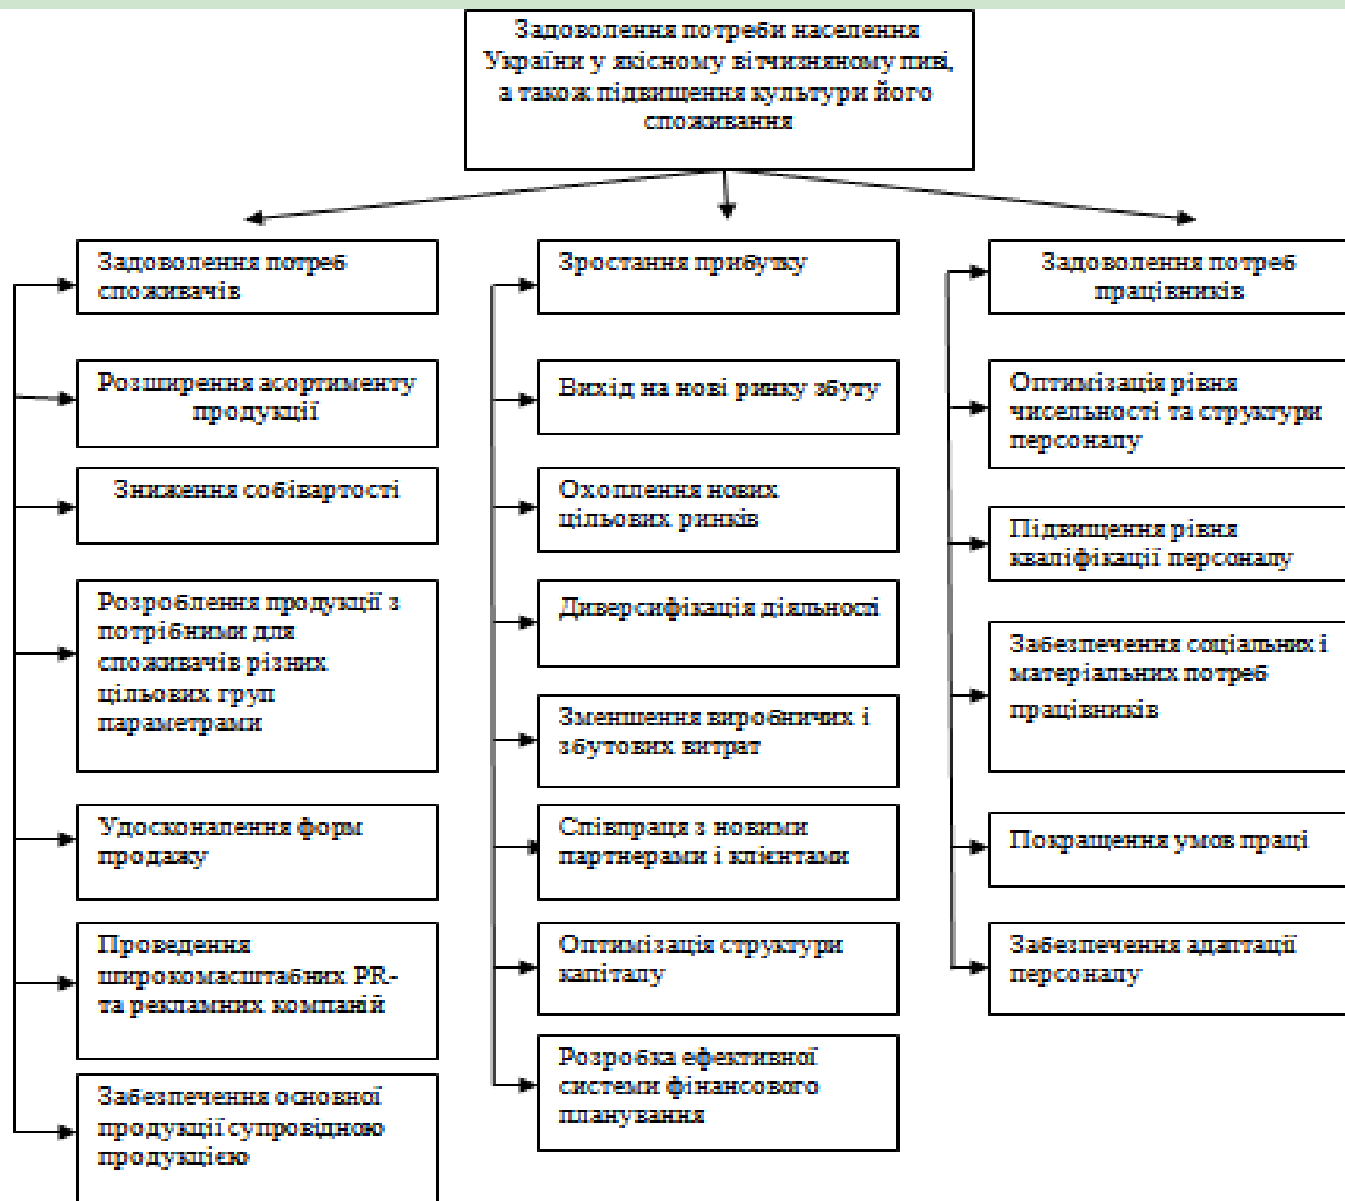 Задоволення потреби населення
України у якісному вітчизняному пиві,
а також підвищення культури його
споживання
Задоволення потреб
споживачів
Розширення асортименту
продукції
Зниження собівартості
Розроблення продукції з
потрібними для
споживачів різних
цільових груп
параметрами
Удосконалення форм
продажу
Проведення
широкомасштабних PR-
та рекламних компаній
Забезпечення основної
продукції супровідною
продукцією
Зростання прибутку
Вихід на нові ринку збуту
Охоплення нових
цільових ринків
Диверсифікація діяльності
Зменшення виробничих і
збутових витрат
Співпраця з новими
партнерами і клієнтами
Оптимізація структури
капіталу
Розробка ефективної
системи фінансового
планування
Задоволення потреб
працівників
Оптимізація рівня
чисельності та структури
персоналу
Підвищення рівня
кваліфікації персоналу
Забезпечення соціальних і
матеріальних потреб
працівників
Покращення умов праці
Забезпечення адаптації
персоналу